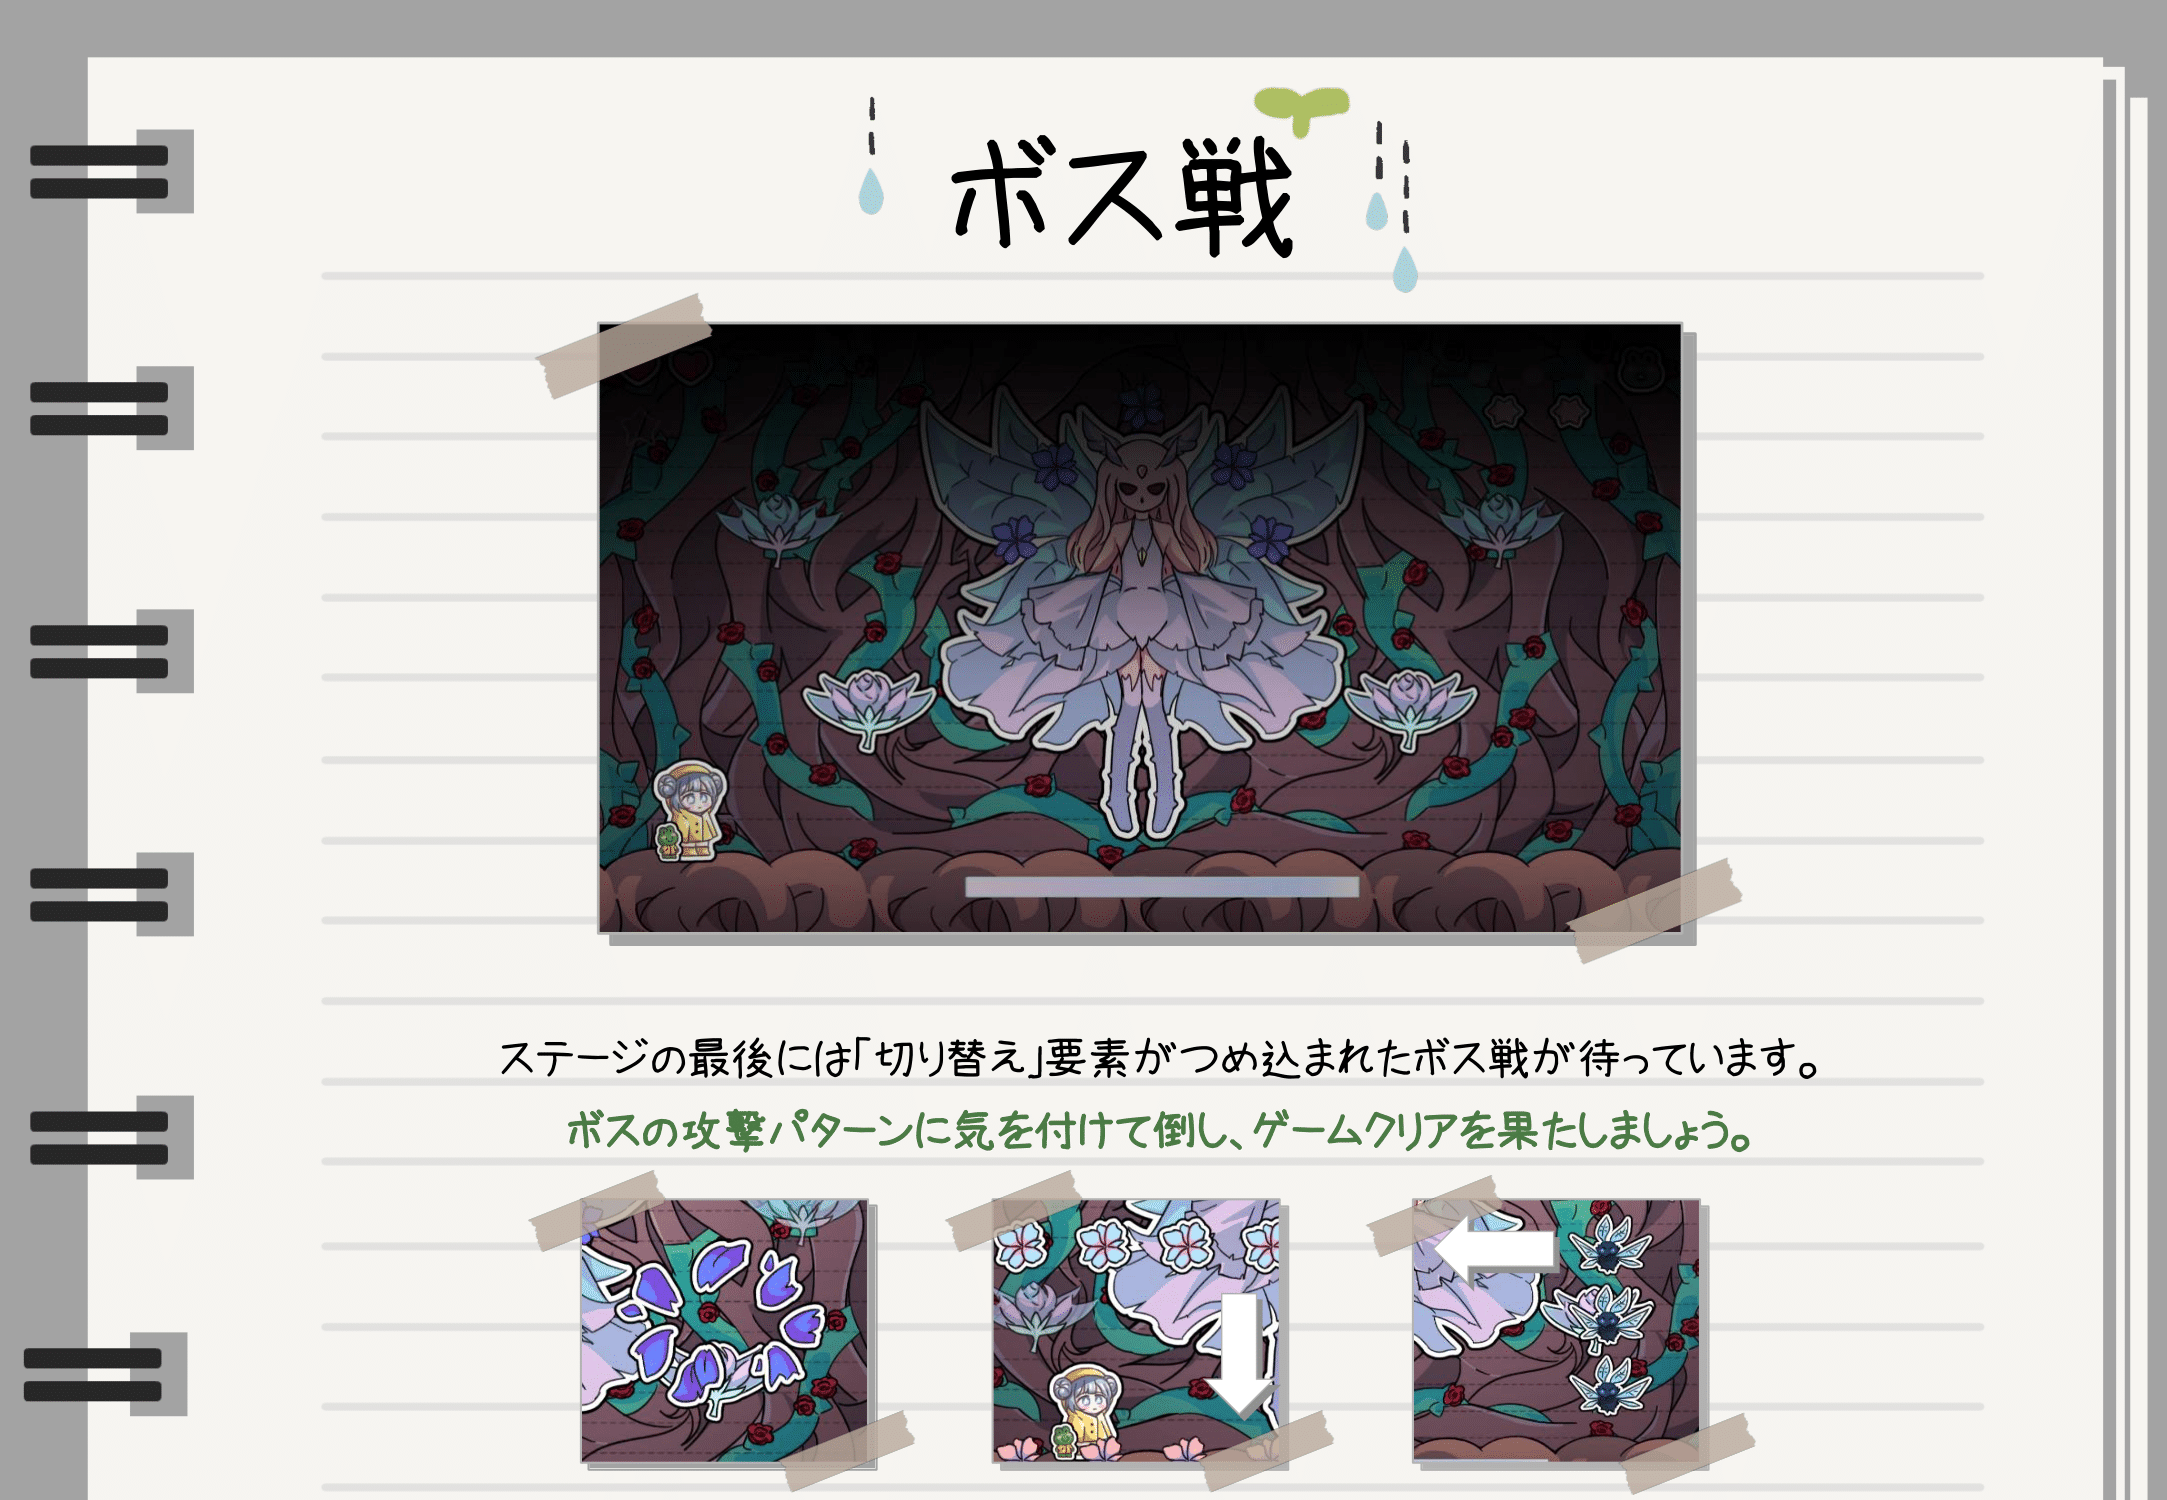 ボス戦
ステージの最後には「切り替え」要素がつめ込まれたボス戦が待っています。
ボスの攻撃パターンに気を付けて倒し、ゲームクリアを果たしましょう。